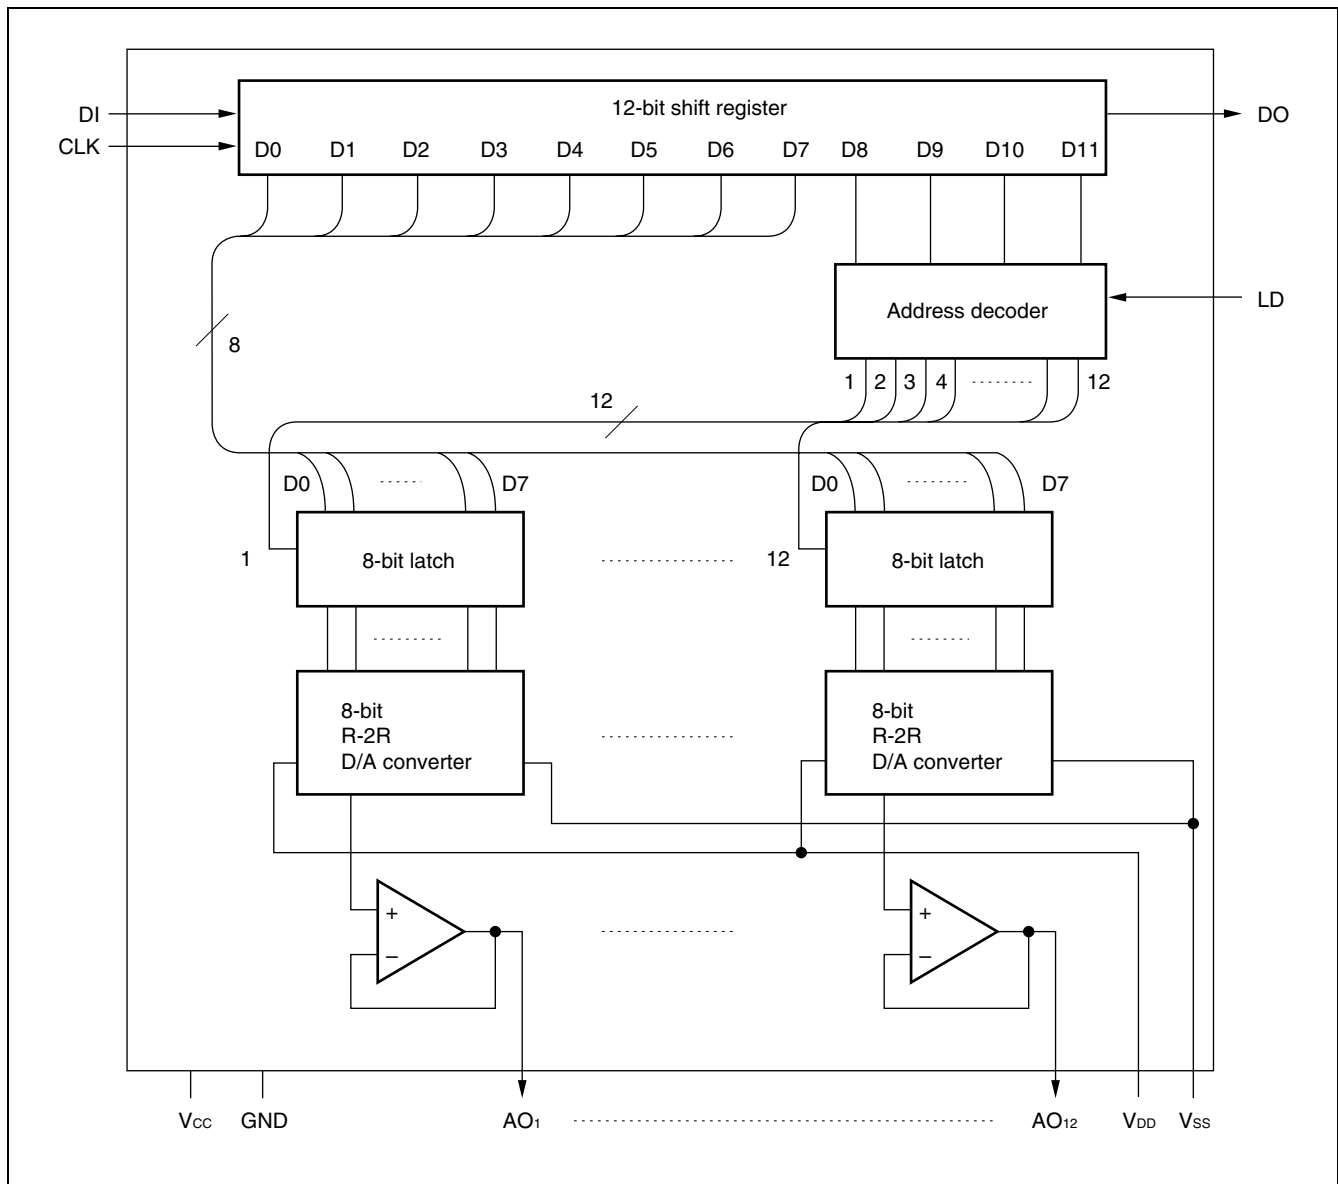 12-bit shift register
DI
DO
CLK
D0 D1 D2 D3 D4 D5 D6 D7 D8 D9 D10 D11
LD
Address decoder
8
1 2 3 4 12
12
D0 D7 D0 D7
1 8-bit latch 12 8-bit latch
8-bit
R-2R
D/A converter
8-bit
R-2R
D/A converter
+ +
− −
VCC GND AO1 AO12 VDD VSS